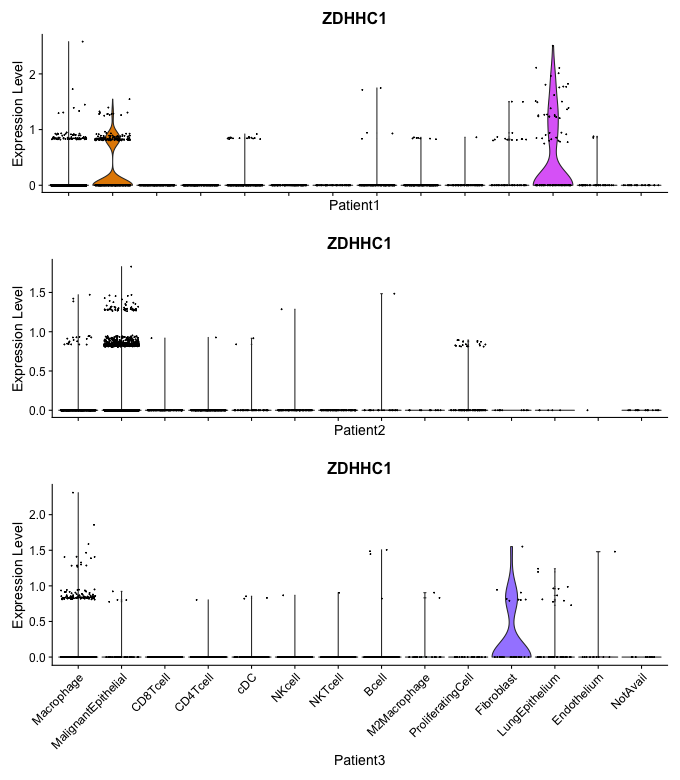 ZDHHC1
Expression Level
2
1
0
Patient1
ZDHHC1
Expression Level
1.5
1.0
0.5
0.0
Patient2
ZDHHC1
Expression Level
2.0
1.5
1.0
0.5
0.0
Macrophage
MalignantEpithelial
CD8Tcell
CD4Tcell
cDC
NKcell
NKTcell
Bcell
M2Macrophage
ProliferatingCell
Fibroblast
LungEpithelium
Endothelium
NotAvail
Patient3